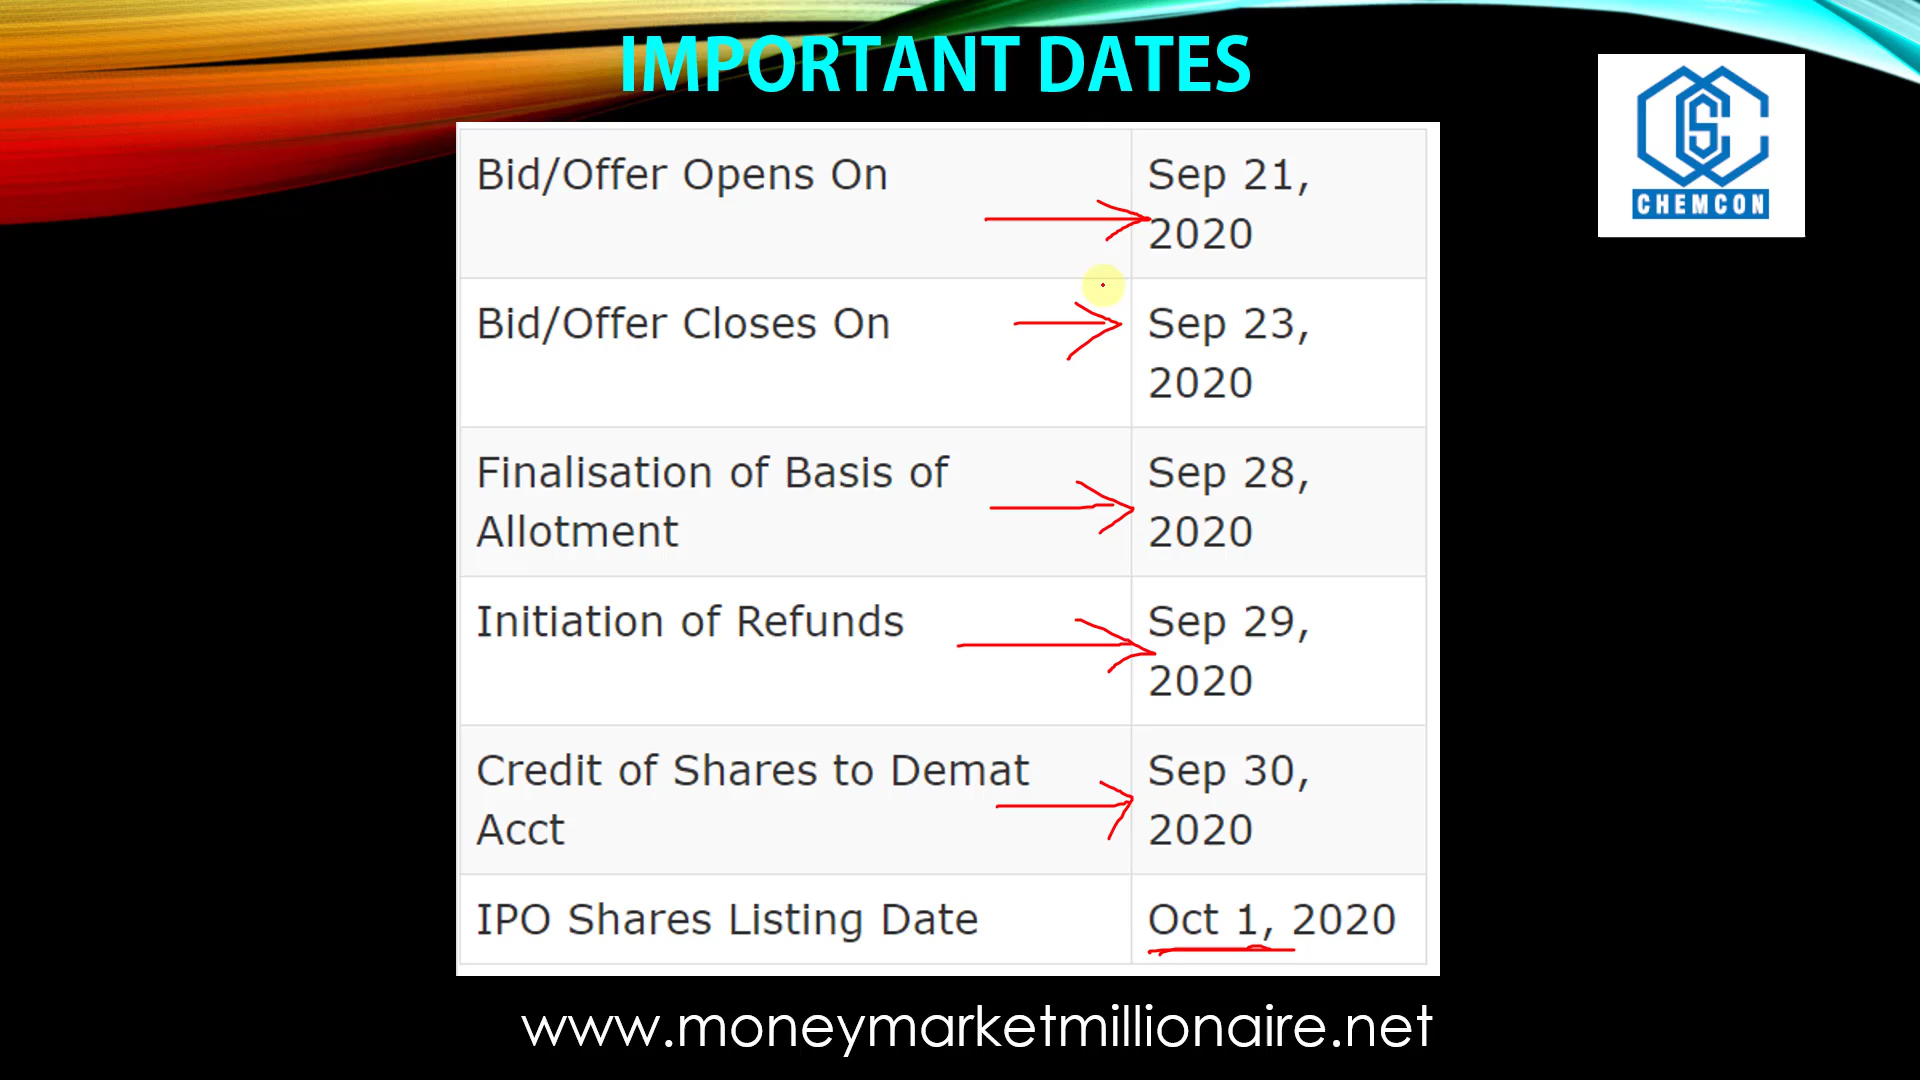 IMPORTANT DATES
CHEMCON
Bid/Offer Opens On
Sep 21,
2020
Bid/Offer Closes On
Sep 23,
2020
Finalisation of Basis of
Allotment
Sep 28,
2020
Initiation of Refunds
Sep 29,
2020
Credit of Shares to Demat
Acct
Sep 30,
2020
IPO Shares Listing Date
Oct 1, 2020
www.moneymarketmillionaire.net